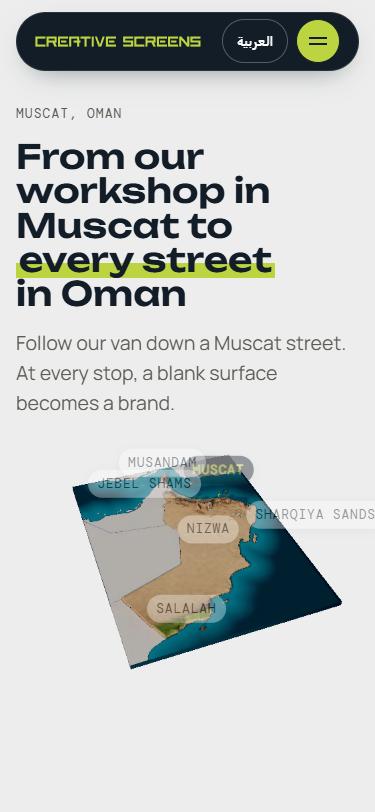 CREATIVE SCREENS
العربية
MUSCAT, OMAN
From our
workshop in
Muscat to
every street
in Oman
Follow our van down a Muscat street.
At every stop, a blank surface
becomes a brand.
MUSANDAM
MUSCAT
JEBEL SHAMS
SHARQIYA SANDS
NIZWA
SALALAH